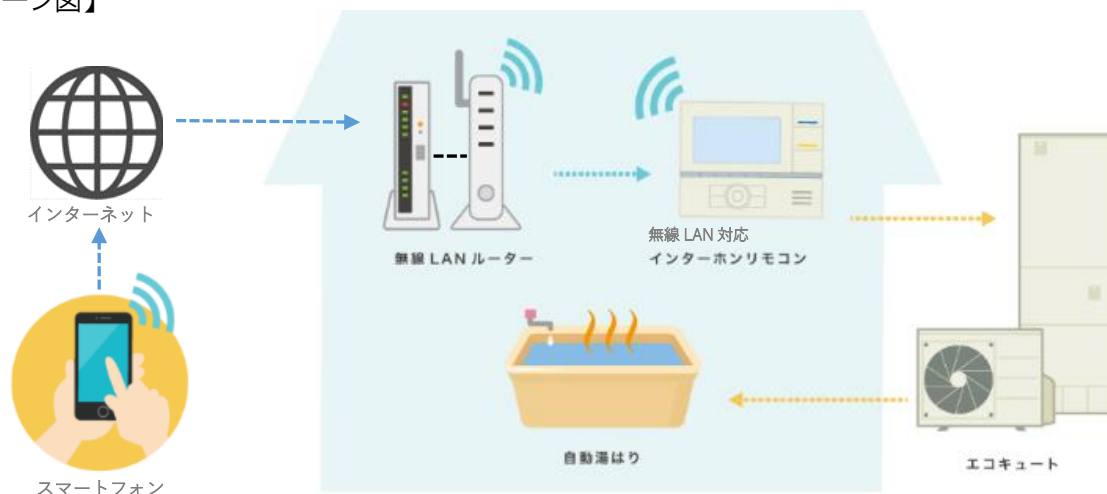 ーン図】
インターネット
スマートフォン
無線 LAN ルーター
無線 LAN 対応
インターホンリモコン
自動湯はり
エコキュート